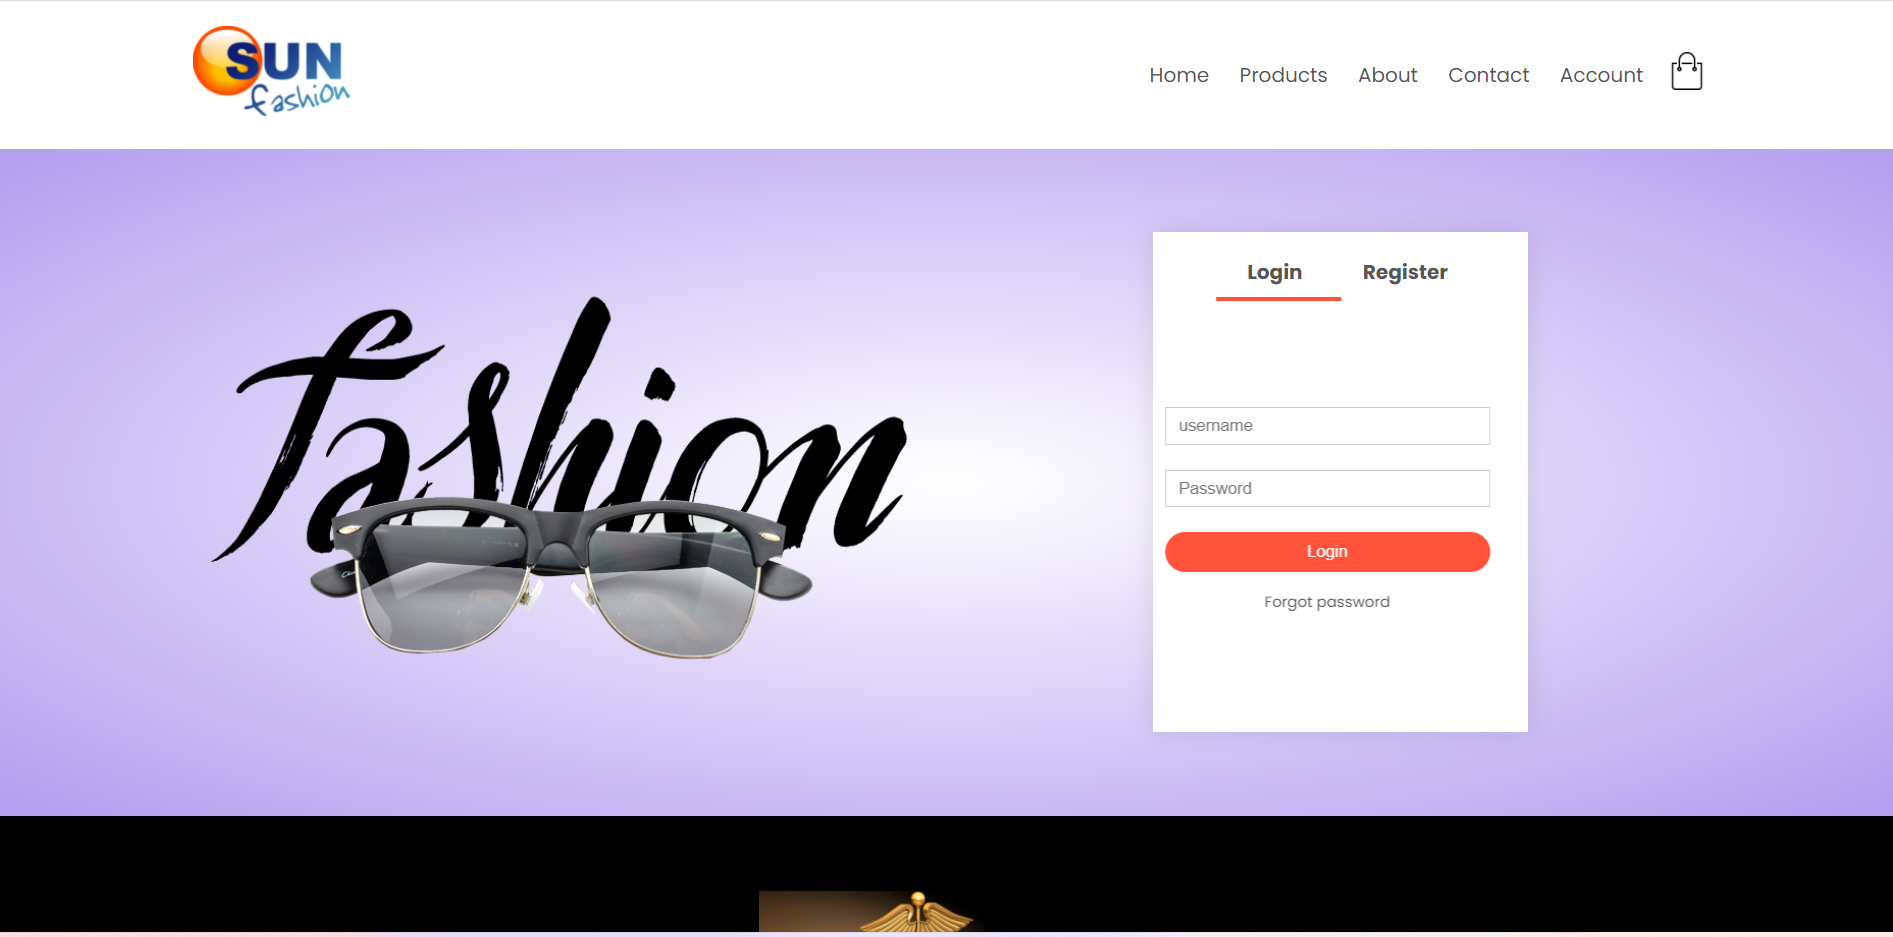 SUN
fashion
Home Products About Contact Account
Login Register
fashion
username
Password
Login
Forgot password